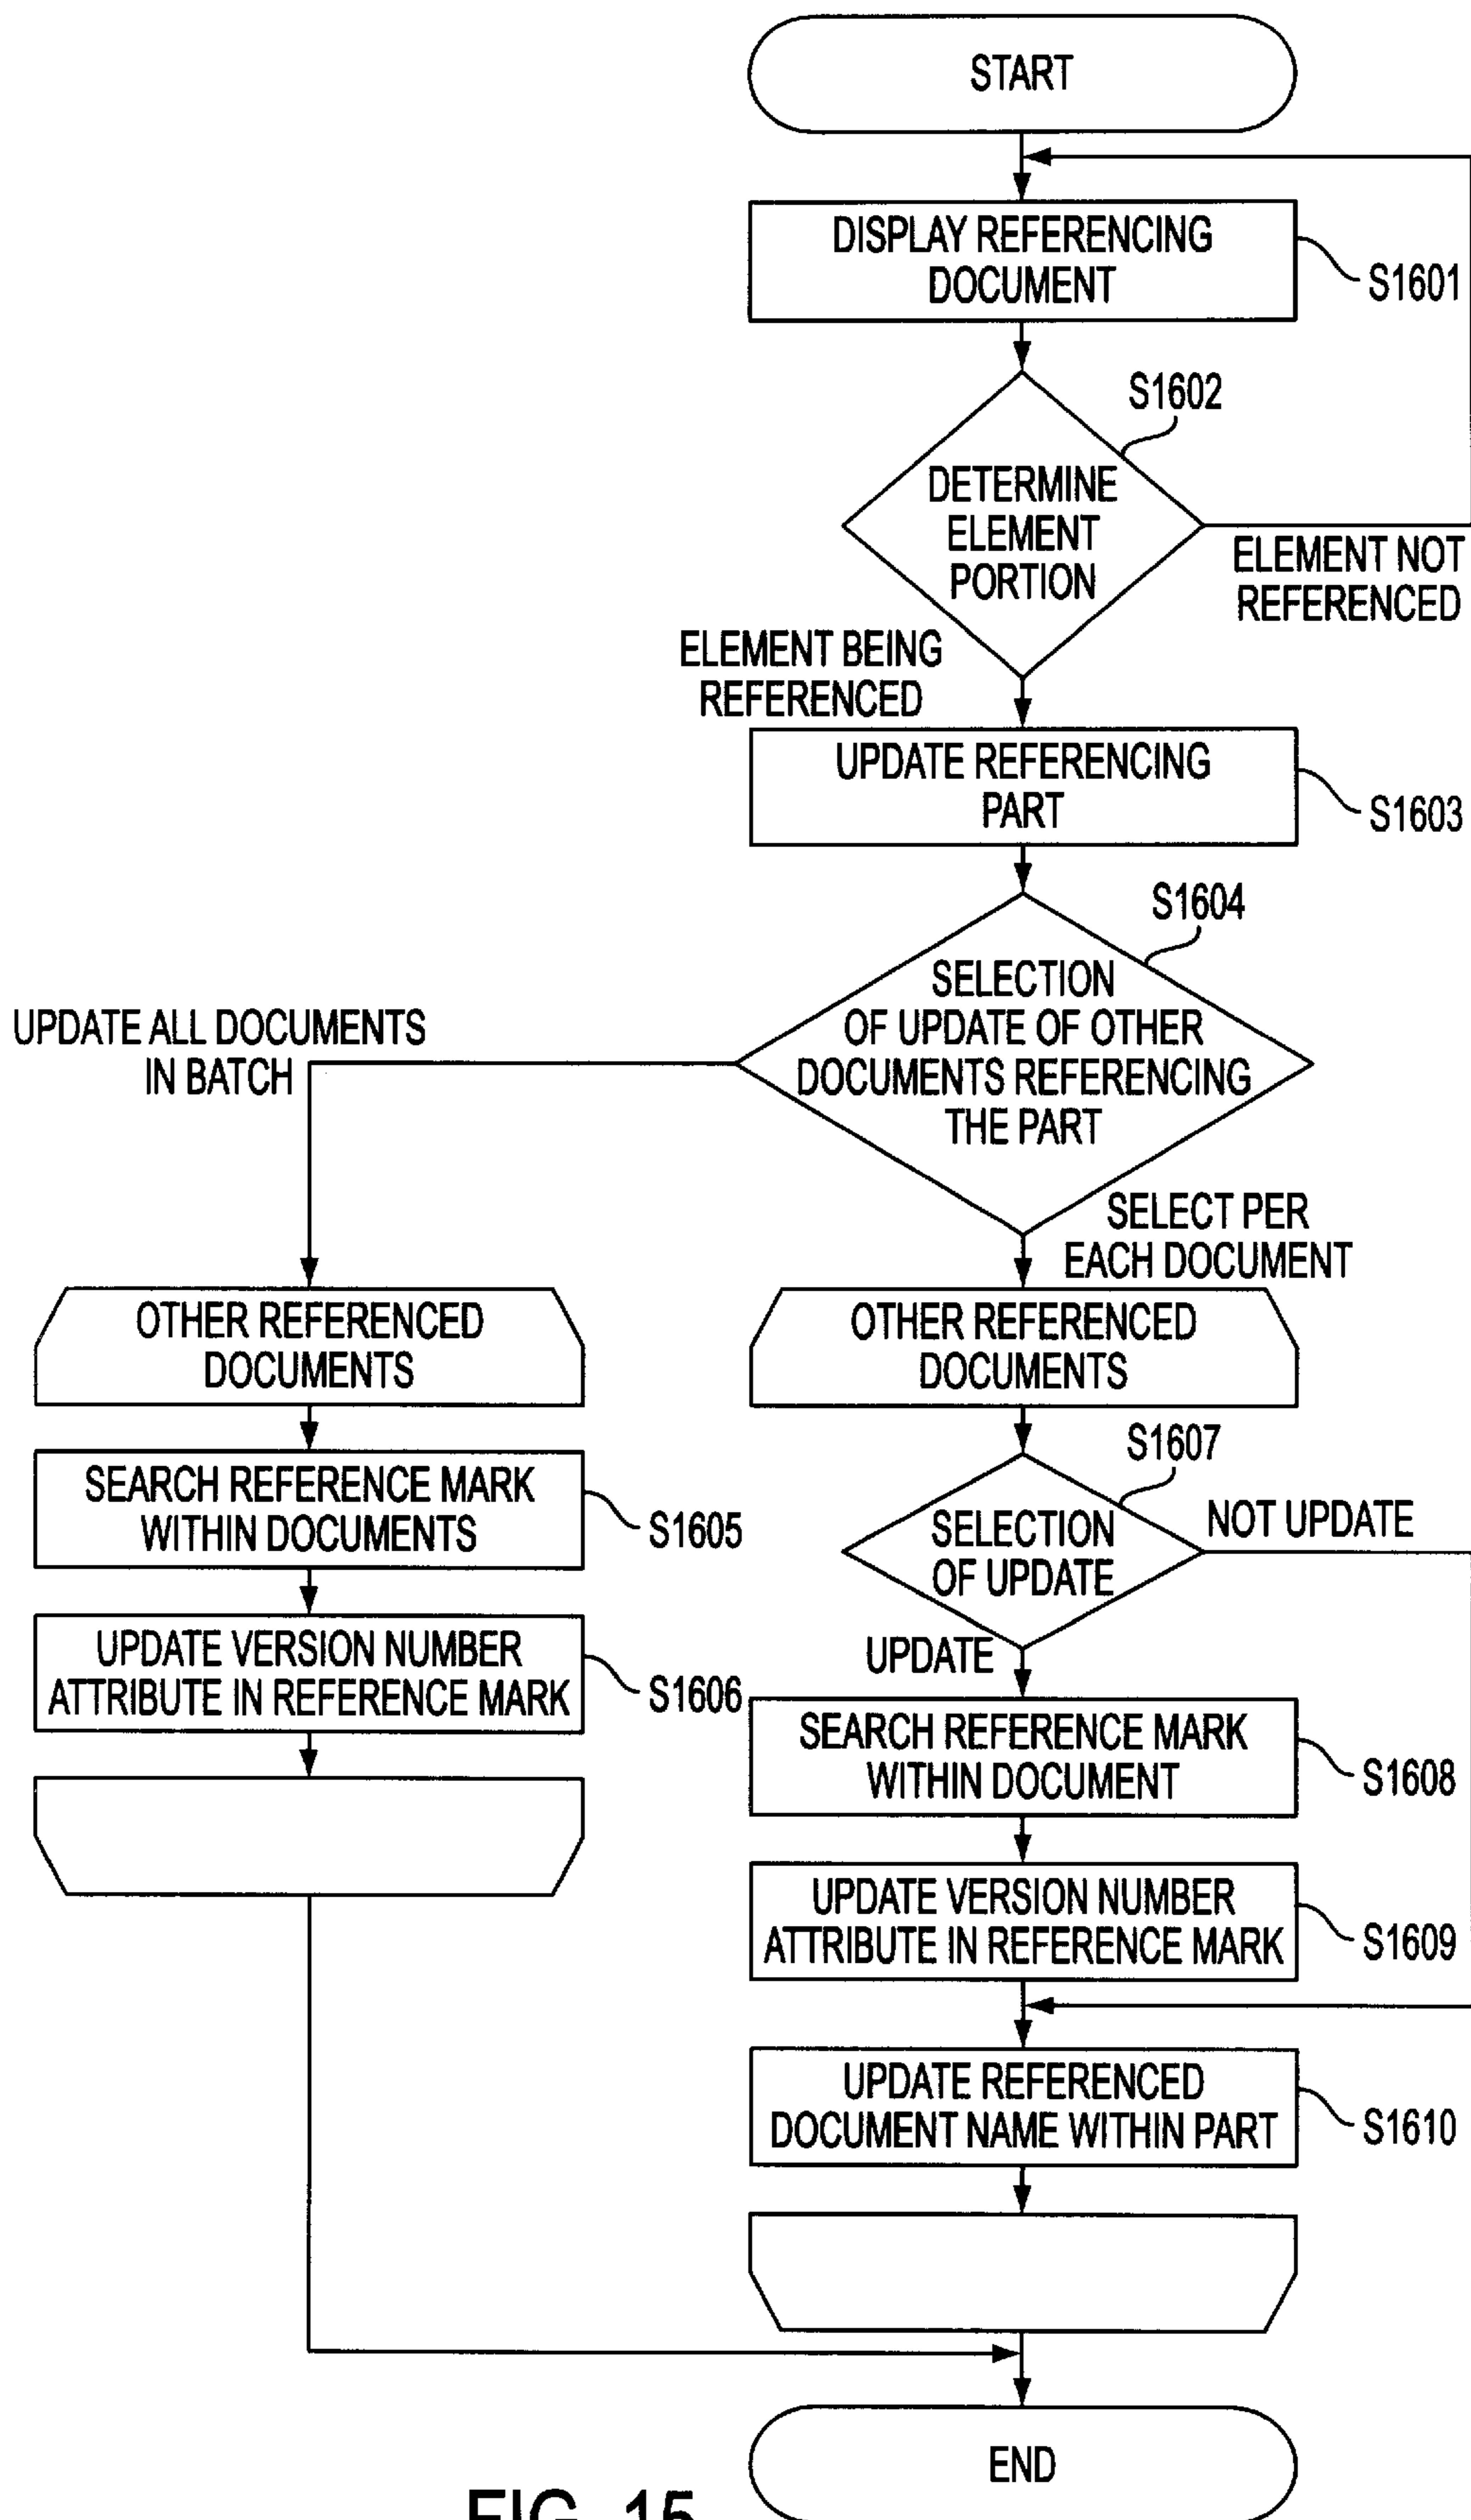 START
DISPLAY REFERENCING
DOCUMENT
S1601
S1602
DETERMINE
ELEMENT
PORTION
ELEMENT NOT
REFERENCED
ELEMENT BEING
REFERENCED
UPDATE REFERENCING
PART
S1603
S1604
SELECTION
OF UPDATE OF OTHER
DOCUMENTS REFERENCING
THE PART
UPDATE ALL DOCUMENTS
IN BATCH
SELECT PER
EACH DOCUMENT
OTHER REFERENCED
DOCUMENTS
SEARCH REFERENCE MARK
WITHIN DOCUMENTS
S1605
UPDATE VERSION NUMBER
ATTRIBUTE IN REFERENCE MARK
S1606
OTHER REFERENCED
DOCUMENTS
S1607
SELECTION
OF UPDATE
NOT UPDATE
UPDATE
SEARCH REFERENCE MARK
WITHIN DOCUMENT
S1608
UPDATE VERSION NUMBER
ATTRIBUTE IN REFERENCE MARK
S1609
UPDATE REFERENCED
DOCUMENT NAME WITHIN PART
S1610
END
FIG. 15